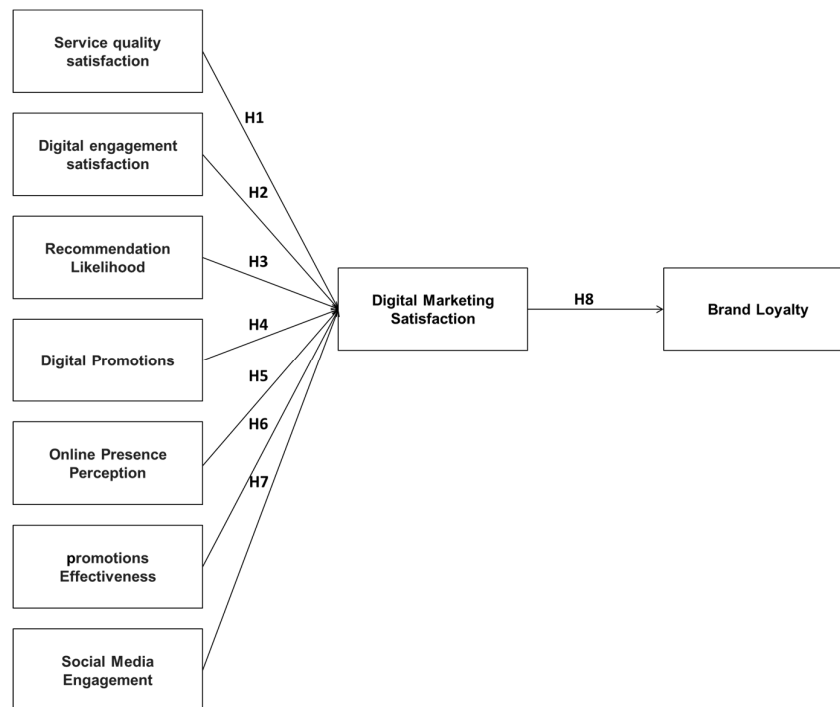 Service quality
satisfaction
H1
Digital engagement
satisfaction
H2
Recommendation
Likelihood
H3
Digital Marketing
Satisfaction
H8
Brand Loyalty
H4
Digital Promotions
H5
H6
Online Presence
Perception
H7
promotions
Effectiveness
Social Media
Engagement